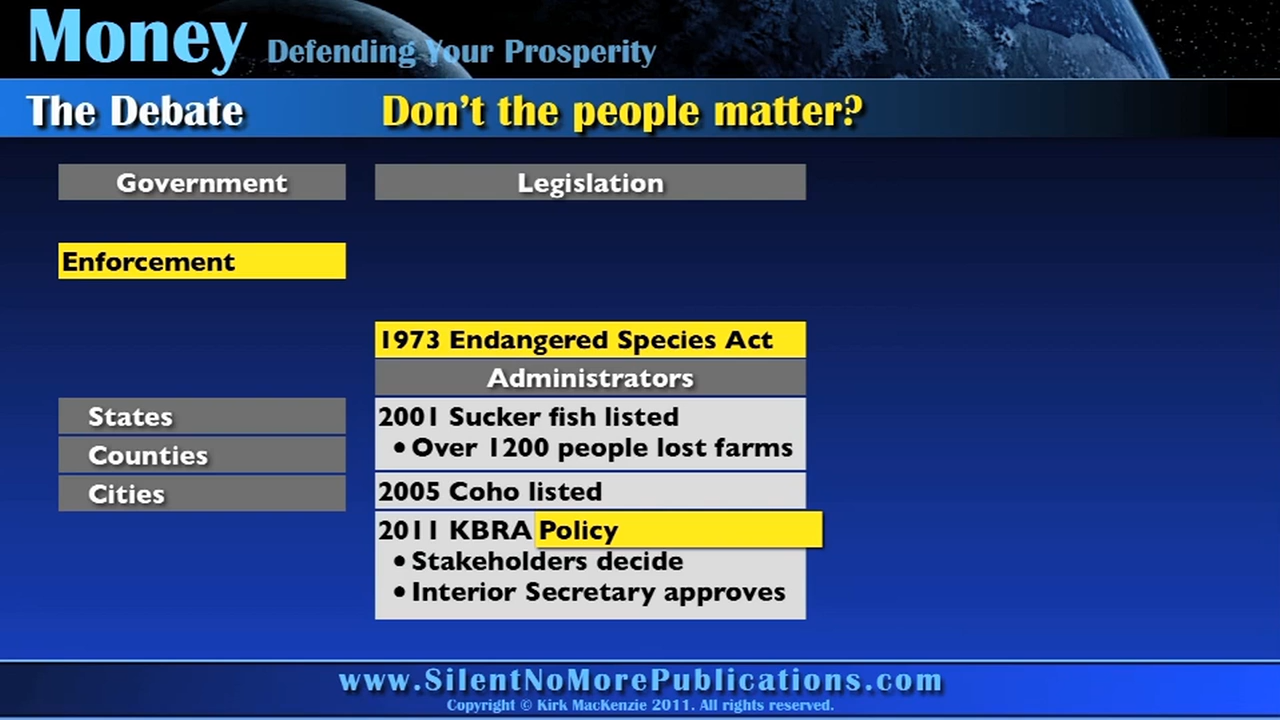 Money Defending Your Prosperity
The Debate Don't the people matter?
Government Legislation
Enforcement
1973 Endangered Species Act
Administrators
States
Counties
Cities
2001 Sucker fish listed
• Over 1200 people lost farms
2005 Coho listed
2011 KBRA Policy
• Stakeholders decide
• Interior Secretary approves
www.SilentNoMorePublications.com
Copyright © Kirk MacKenzie 2011. All rights reserved.